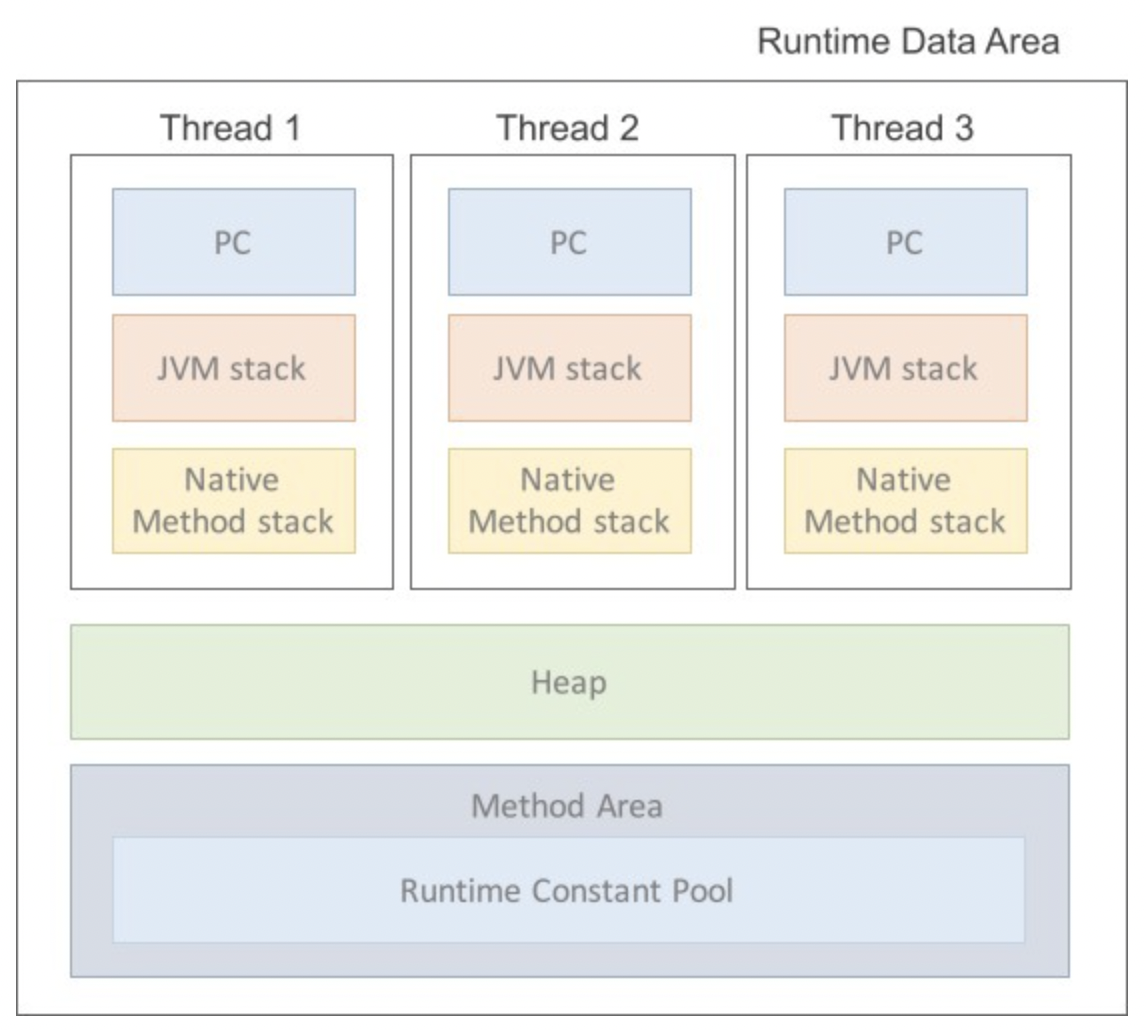 Runtime Data Area
Thread 1
Thread 2
Thread 3
PC
PC
PC
JVM stack
JVM stack
JVM stack
Native
Method stack
Native
Method stack
Native
Method stack
Heap
Method Area
Runtime Constant Pool